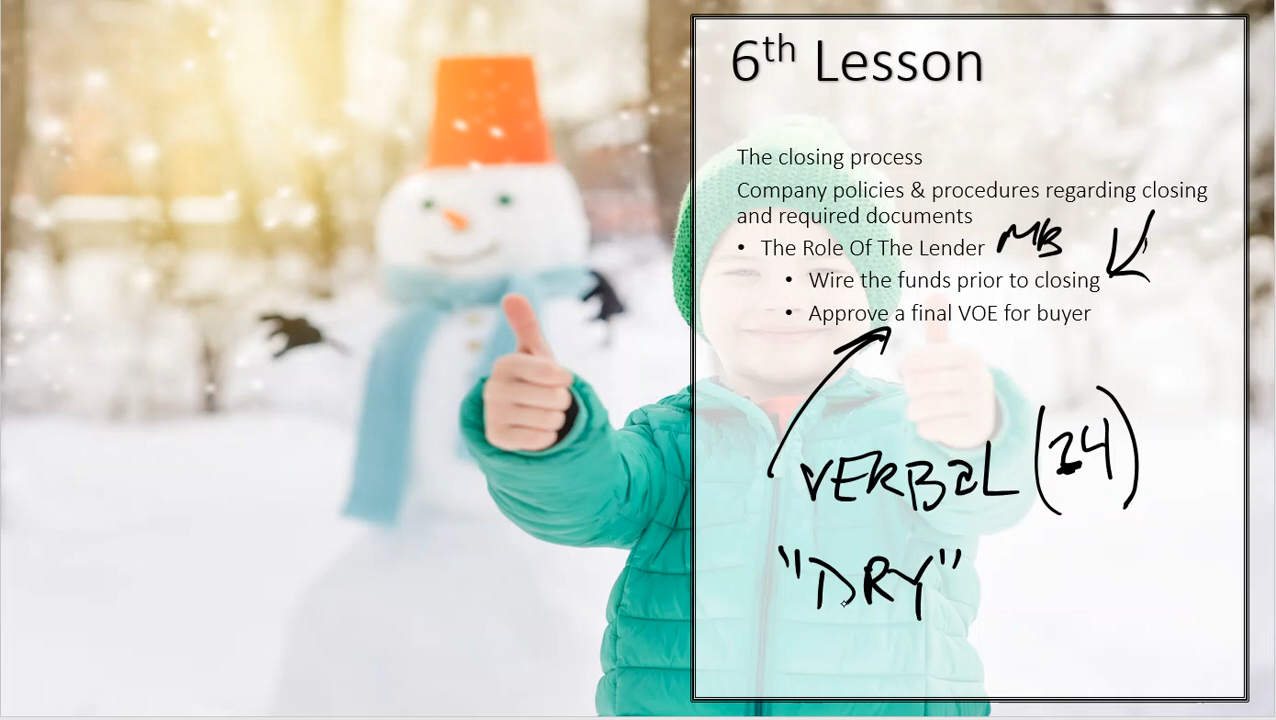 6th Lesson
The closing process
Company policies & procedures regarding closing
and required documents
• The Role Of The Lender MB
• Wire the funds prior to closing
• Approve a final VOE for buyer
VERBAL (24)
"DRY"